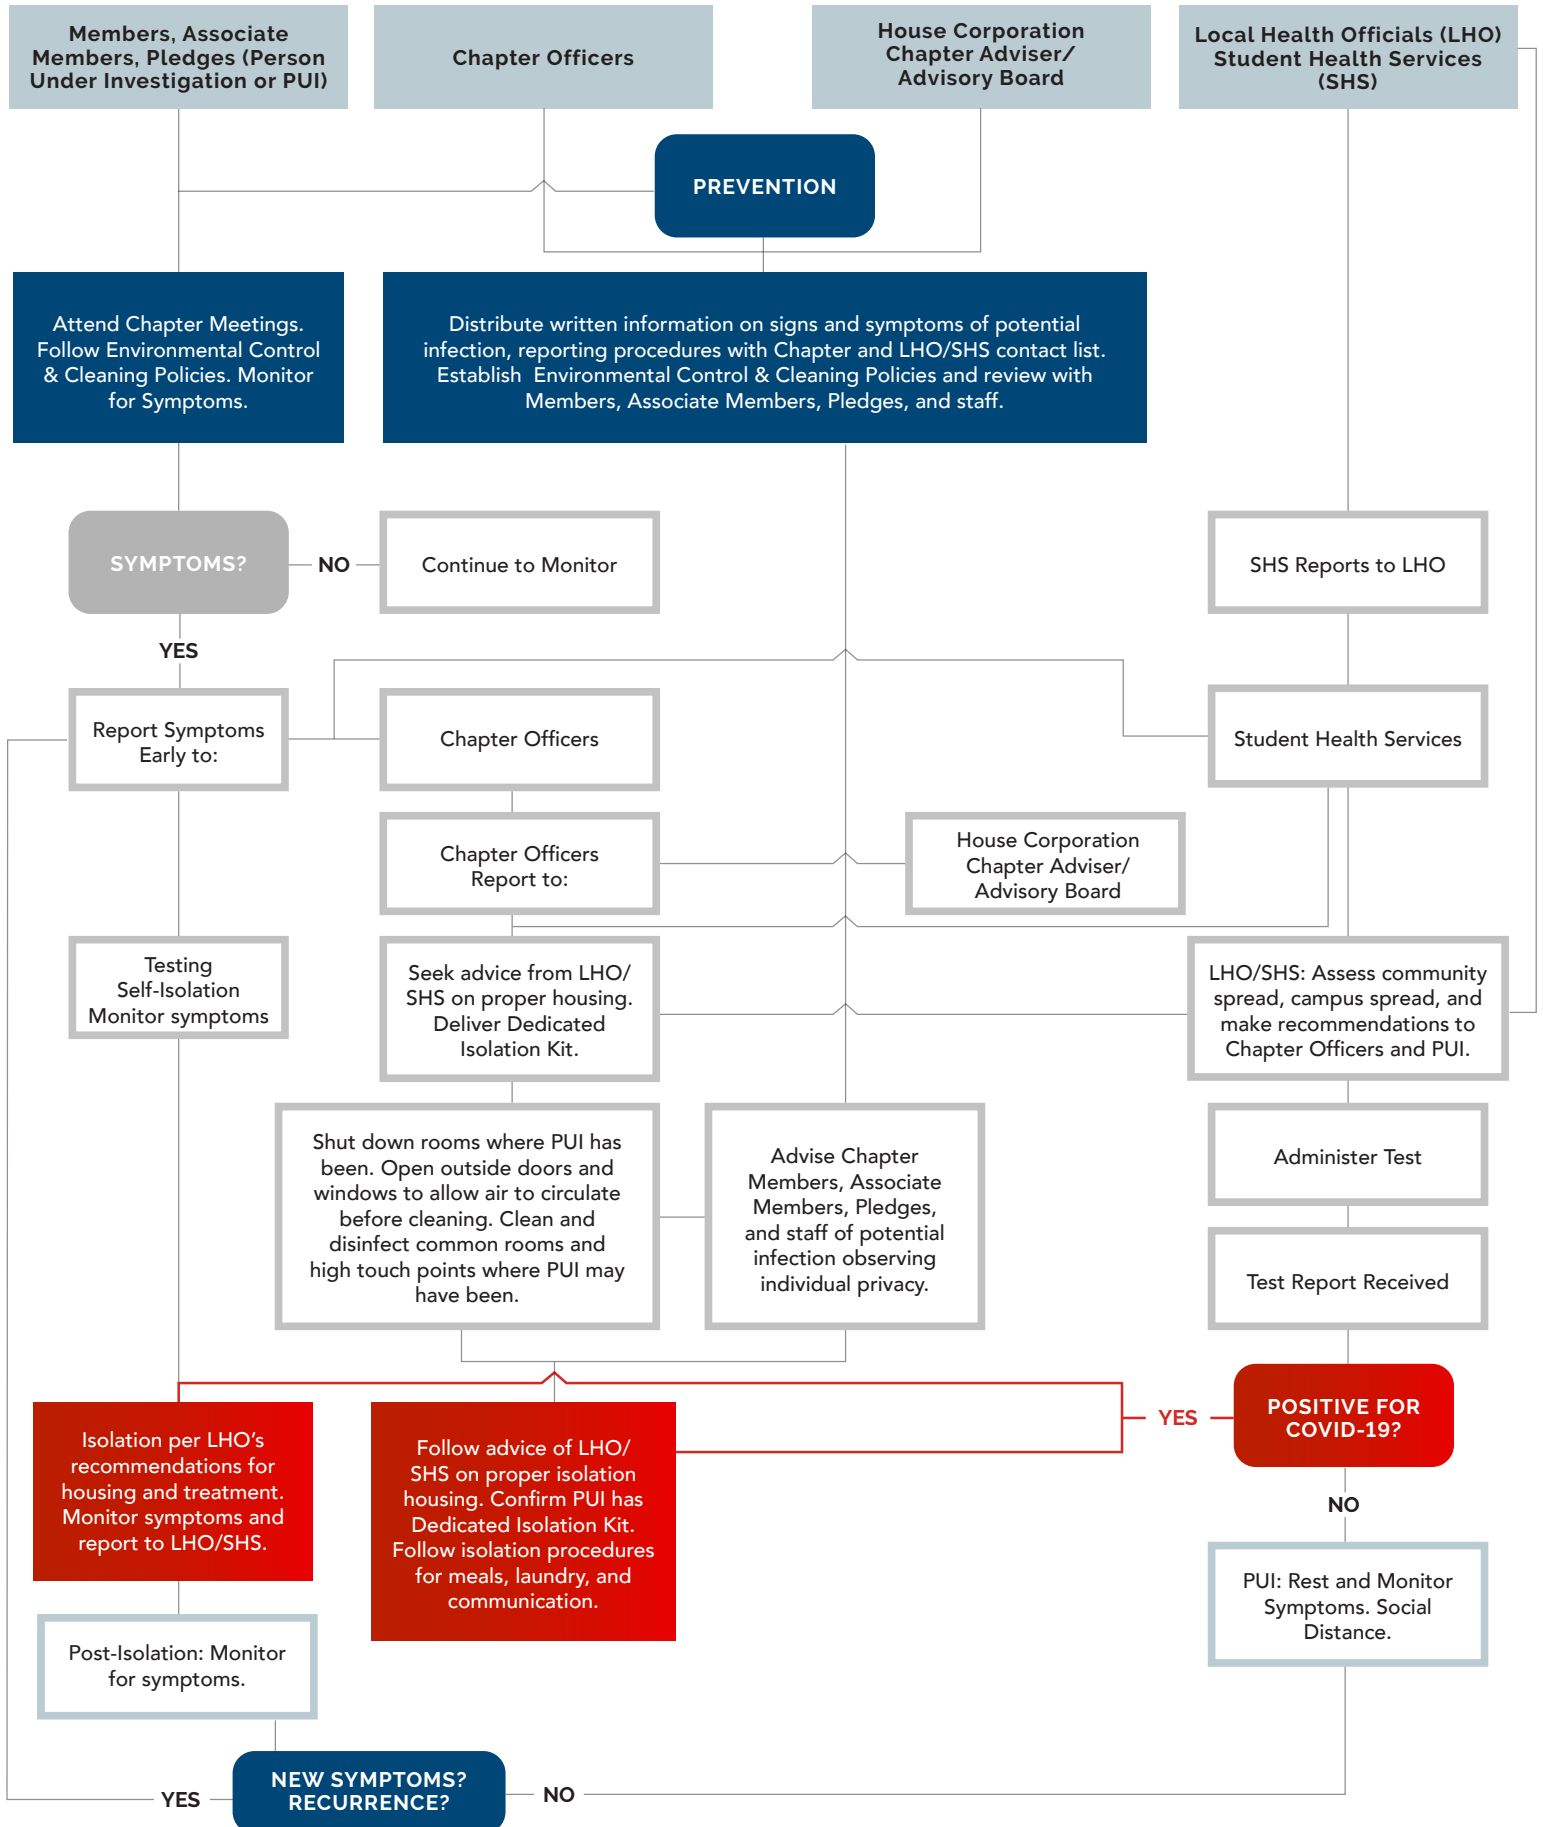 Members, Associate
Members, Pledges (Person
Under Investigation or PUI)
Chapter Officers
House Corporation
Chapter Adviser/
Advisory Board
Local Health Officials (LHO)
Student Health Services
(SHS)
PREVENTION
Attend Chapter Meetings.
Follow Environmental Control
& Cleaning Policies. Monitor
for Symptoms.
Distribute written information on signs and symptoms of potential
infection, reporting procedures with Chapter and LHO/SHS contact list.
Establish Environmental Control & Cleaning Policies and review with
Members, Associate Members, Pledges, and staff.
SYMPTOMS?
NO
Continue to Monitor
SHS Reports to LHO
YES
Report Symptoms
Early to:
Chapter Officers
Student Health Services
Chapter Officers
Report to:
House Corporation
Chapter Adviser/
Advisory Board
Testing
Self-Isolation
Monitor symptoms
Seek advice from LHO/
SHS on proper housing.
Deliver Dedicated
Isolation Kit.
LHO/SHS: Assess community
spread, campus spread, and
make recommendations to
Chapter Officers and PUI.
Shut down rooms where PUI has
been. Open outside doors and
windows to allow air to circulate
before cleaning. Clean and
disinfect common rooms and
high touch points where PUI may
have been.
Advise Chapter
Members, Associate
Members, Pledges,
and staff of potential
infection observing
individual privacy.
Administer Test
Test Report Received
POSITIVE FOR
COVID-19?
YES
Isolation per LHO’s
recommendations for
housing and treatment.
Monitor symptoms and
report to LHO/SHS.
Follow advice of LHO/
SHS on proper isolation
housing. Confirm PUI has
Dedicated Isolation Kit.
Follow isolation procedures
for meals, laundry, and
communication.
NO
PUI: Rest and Monitor
Symptoms. Social
Distance.
Post-Isolation: Monitor
for symptoms.
NEW SYMPTOMS?
RECURRENCE?
YES
NO